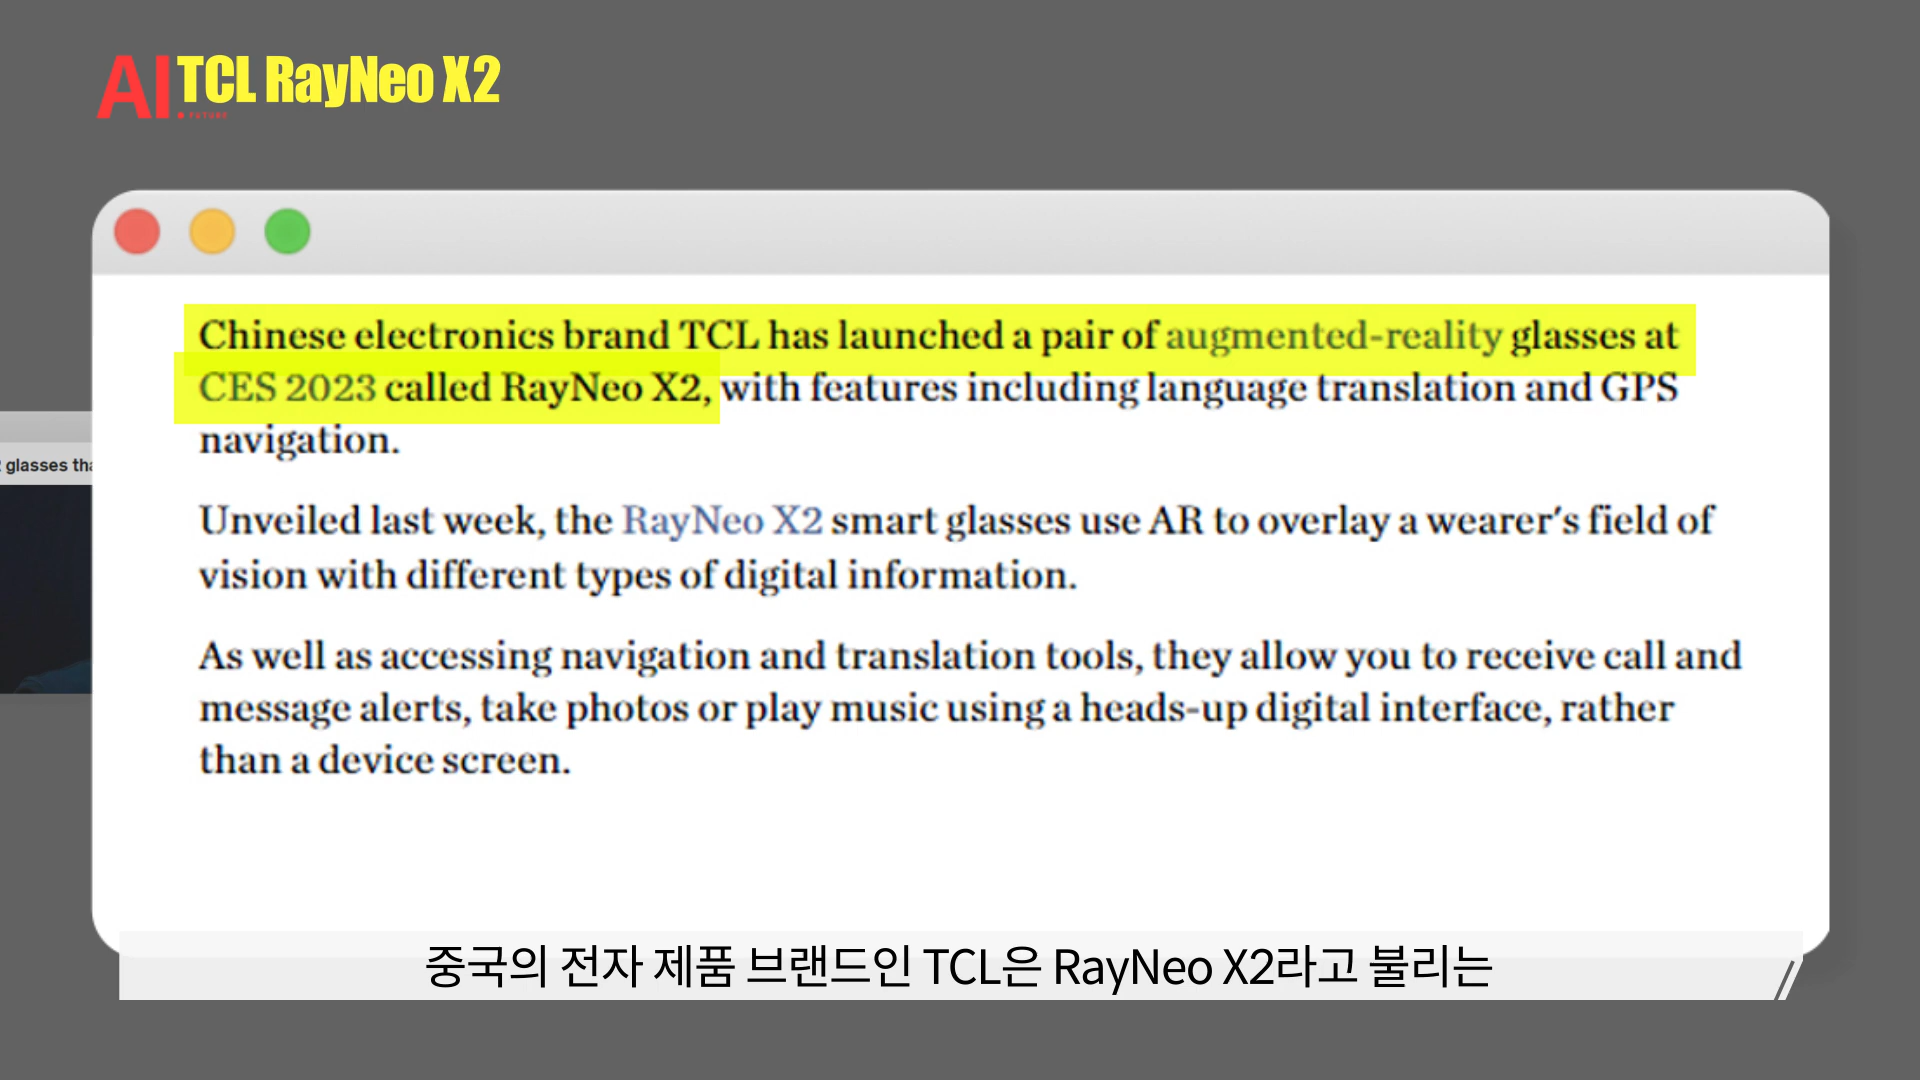 AI TCL RayNeo X2
FUTURE
Chinese electronics brand TCL has launched a pair of augmented-reality glasses at
CES 2023 called RayNeo X2, with features including language translation and GPS
navigation.
glasses tha
Unveiled last week, the RayNeo X2 smart glasses use AR to overlay a wearer's field of
vision with different types of digital information.
As well as accessing navigation and translation tools, they allow you to receive call and
message alerts, take photos or play music using a heads-up digital interface, rather
than a device screen.
중국의 전자 제품 브랜드인 TCL은 RayNeo X2라고 불리는